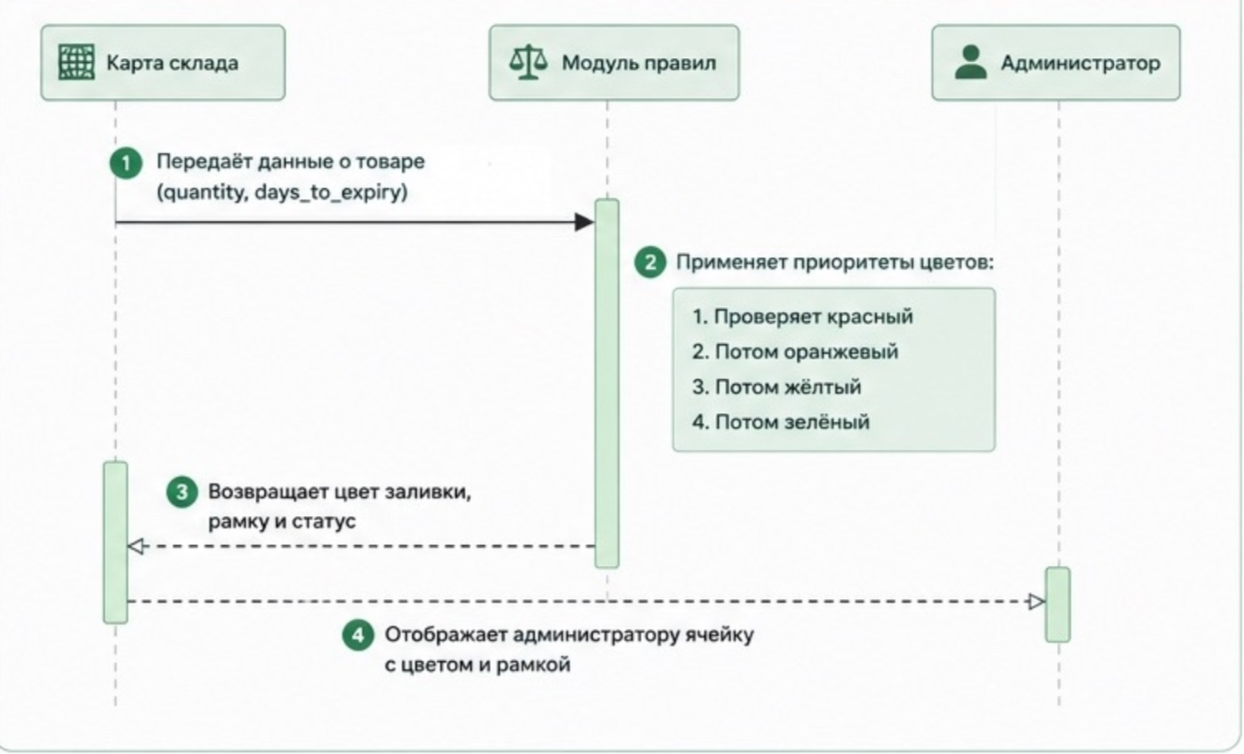 Карта склада
Модуль правил
Администратор
1 Передаёт данные о товаре
(quantity, days_to_expiry)
2 Применяет приоритеты цветов:
1. Проверяет красный
2. Потом оранжевый
3. Потом жёлтый
4. Потом зелёный
3 Возвращает цвет заливки,
рамку и статус
4 Отображает администратору ячейку
с цветом и рамкой